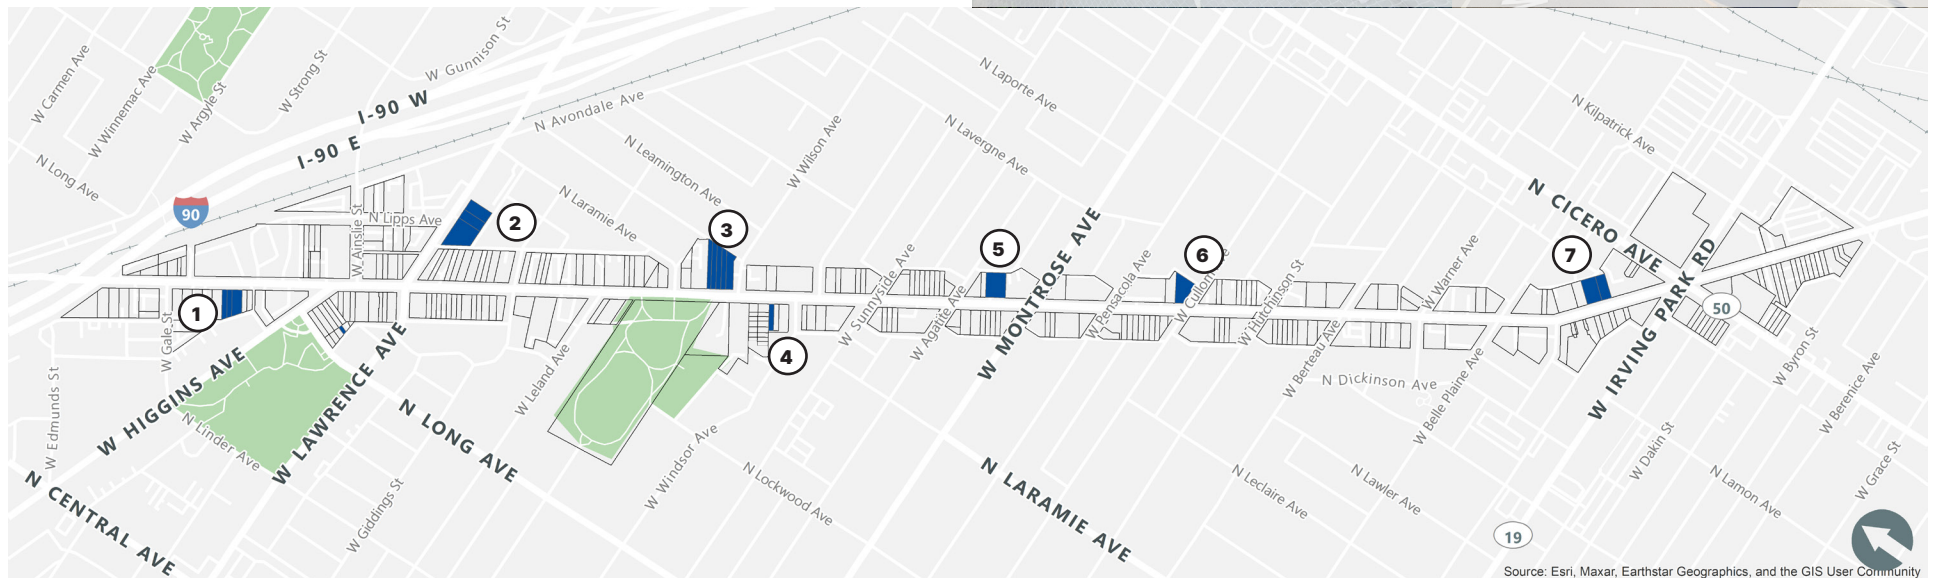 W Carmen Ave
W Winnemac Ave
W Argyle St
W Strong St
W Gunnison St
I-90 W
I-90 E
N Avondale Ave
N Long Ave
90
N Lipps Ave
W Ainslie St
N Leamington Ave
N Laramie Ave
W Wilson Ave
N Laporte Ave
N Lavergne Ave
N Kilpatrick Ave
N CICERO AVE
W IRVING PARK RD
50
1
2
3
4
5
6
7
W Gale St
W HIGGINS AVE
W LAWRENCE AVE
N LONG AVE
N Linder Ave
W Edmunds St
N CENTRAL AVE
W Giddings St
W Leland Ave
W Windsor Ave
N Lockwood Ave
W Sunnyside Ave
W Agatite Ave
W MONTROSE AVE
W Pensacola Ave
W Hutchinson St
W Berteau Ave
W Warner Ave
N Dickinson Ave
W Belle Plaine Ave
N LARAMIE AVE
N Leclaire Ave
N Lawler Ave
W Dakin St
N Lamon Ave
W Byron St
W Berenice Ave
W Grace St
19
Source: Esri, Maxar, Earthstar Geographics, and the GIS User Community